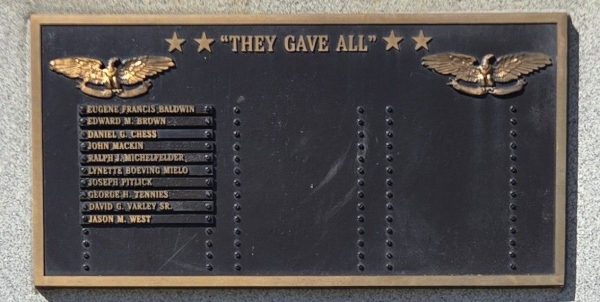 "THEY GAVE ALL"
EUGENE FRANCIS BALDWIN
EDWARD M. BROWN
DANIEL G. CHESS
JOHN MACKIN
RALPH J. MICHELFELDER
LYNETTE BOEVING MIELO
JOSEPH PITLICK
GEORGE H. TENNIES
DAVID G. VARLEY SR.
JASON M. WEST